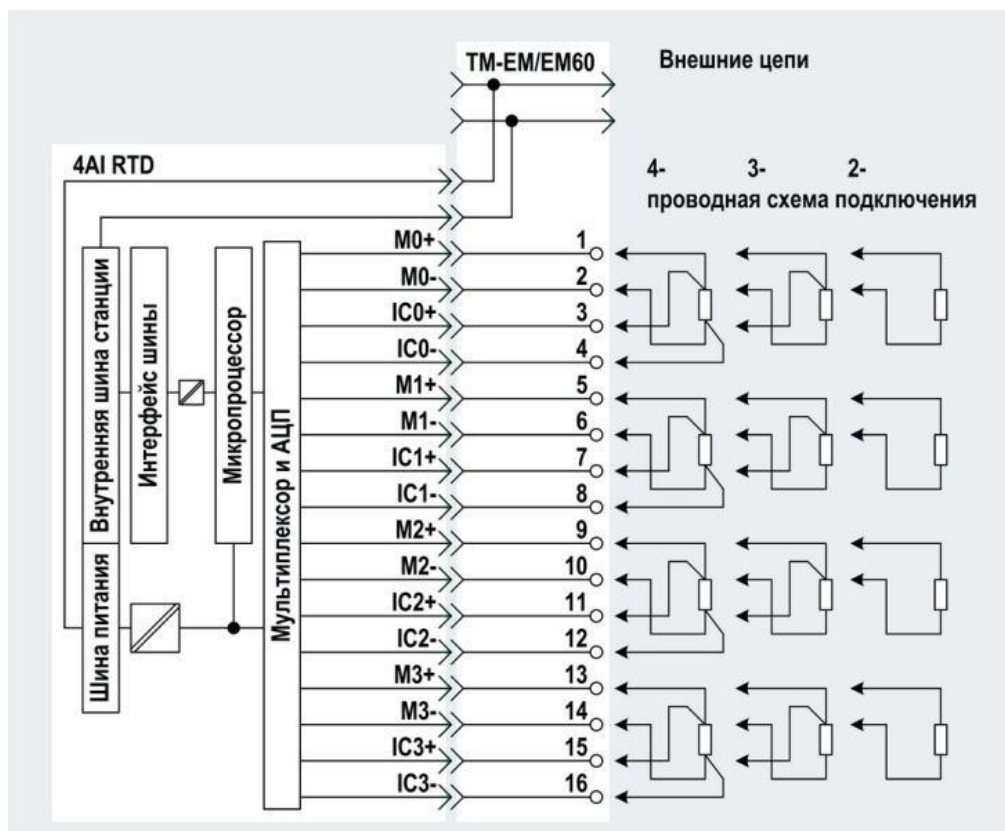 TM-EM/EM60
Внешние цепи
4AI RTD
4- 3- 2-
проводная схема подключения
M0+ 1
M0- 2
IC0+ 3
IC0- 4
M1+ 5
M1- 6
IC1+ 7
IC1- 8
M2+ 9
M2- 10
IC2+ 11
IC2- 12
M3+ 13
M3- 14
IC3+ 15
IC3- 16
Внутренняя шина станции
Интерфейс шины
Микропроцессор
Мультиплексор и АЦП
Шина питания